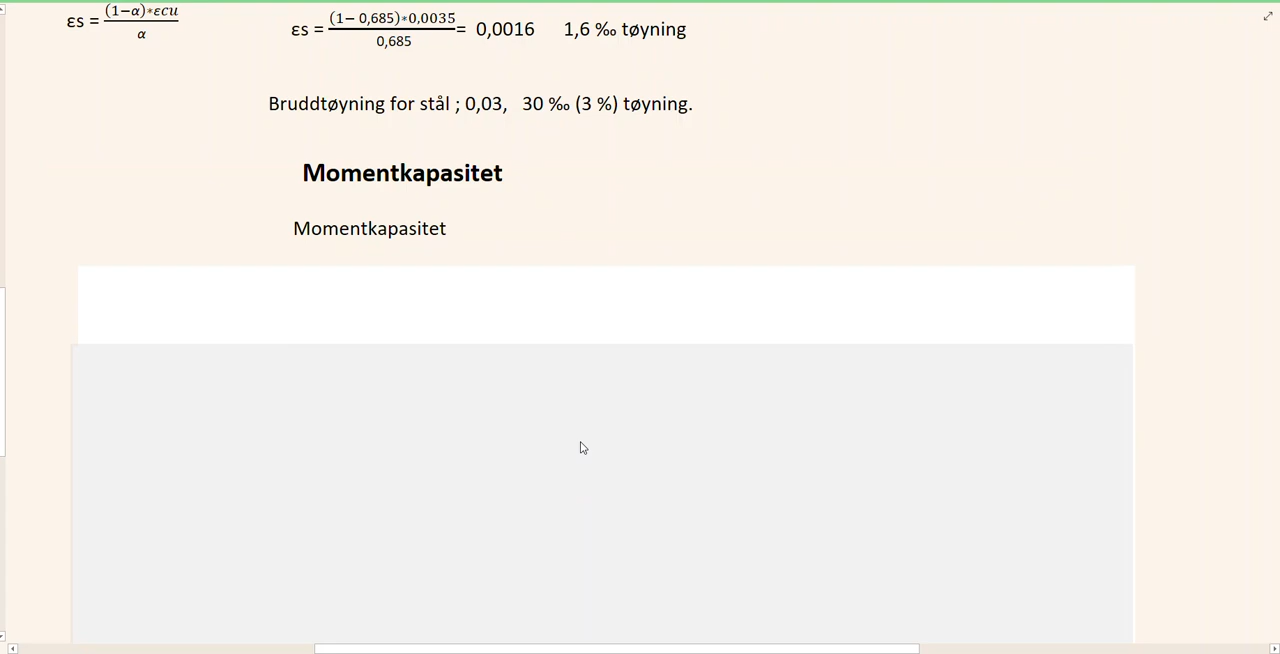 εs = (1−α)∗εcu / α    εs = (1− 0,685)∗0,0035 / 0,685 = 0,0016    1,6 ‰ tøyning
Bruddtøyning for stål ; 0,03,   30 ‰ (3 %) tøyning.
Momentkapasitet
Momentkapasitet